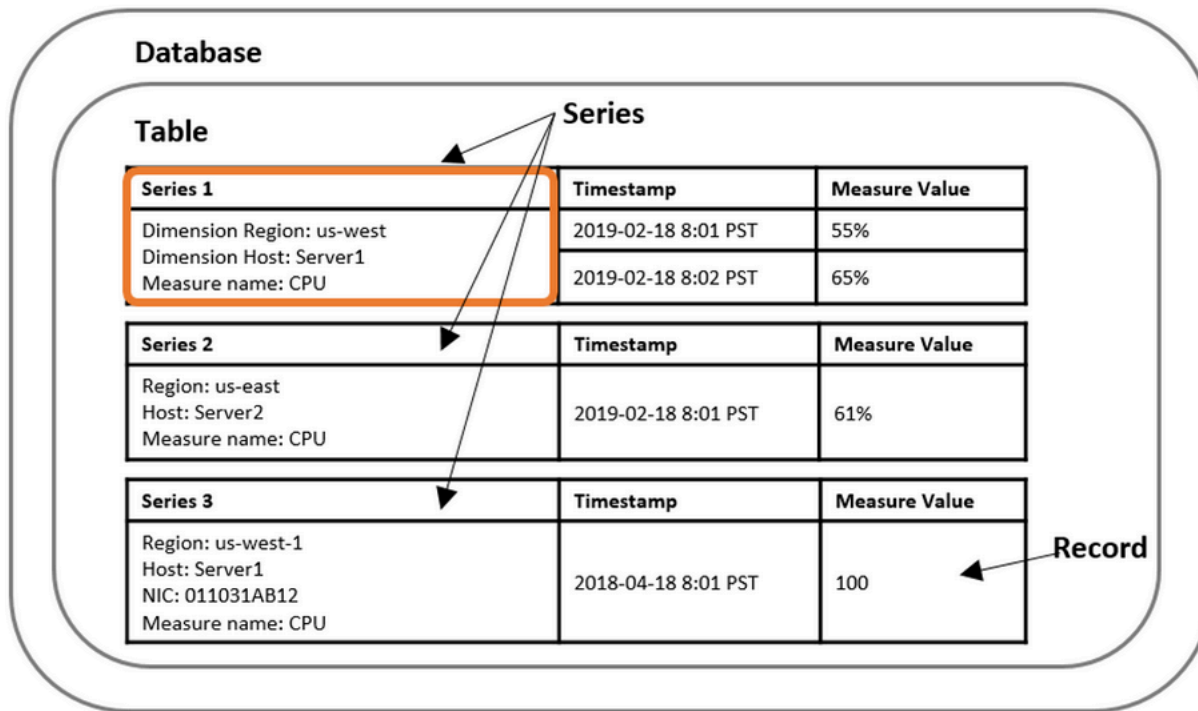 Database
Table
Series
Series 1
Timestamp
Measure Value
Dimension Region: us-west
Dimension Host: Server1
Measure name: CPU
2019-02-18 8:01 PST
55%
2019-02-18 8:02 PST
65%
Series 2
Timestamp
Measure Value
Region: us-east
Host: Server2
Measure name: CPU
2019-02-18 8:01 PST
61%
Series 3
Timestamp
Measure Value
Region: us-west-1
Host: Server1
NIC: 011031AB12
Measure name: CPU
2018-04-18 8:01 PST
100
Record